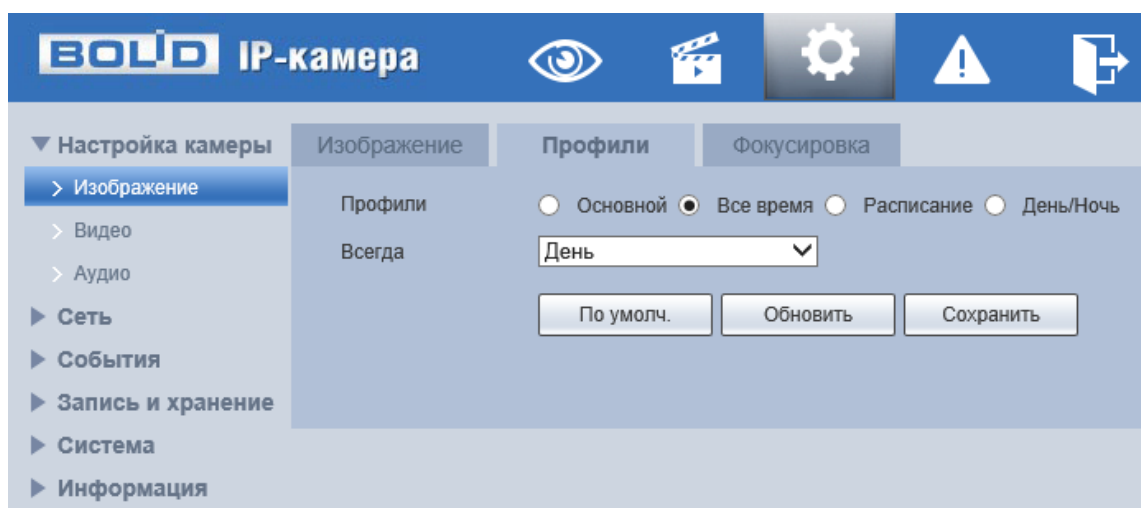 BOLID IP-камера
Настройка камеры
Изображение
Видео
Аудио
Сеть
События
Запись и хранение
Система
Информация
Изображение Профили Фокусировка
Профили Основной Все время Расписание День/Ночь
Всегда День
По умолч. Обновить Сохранить